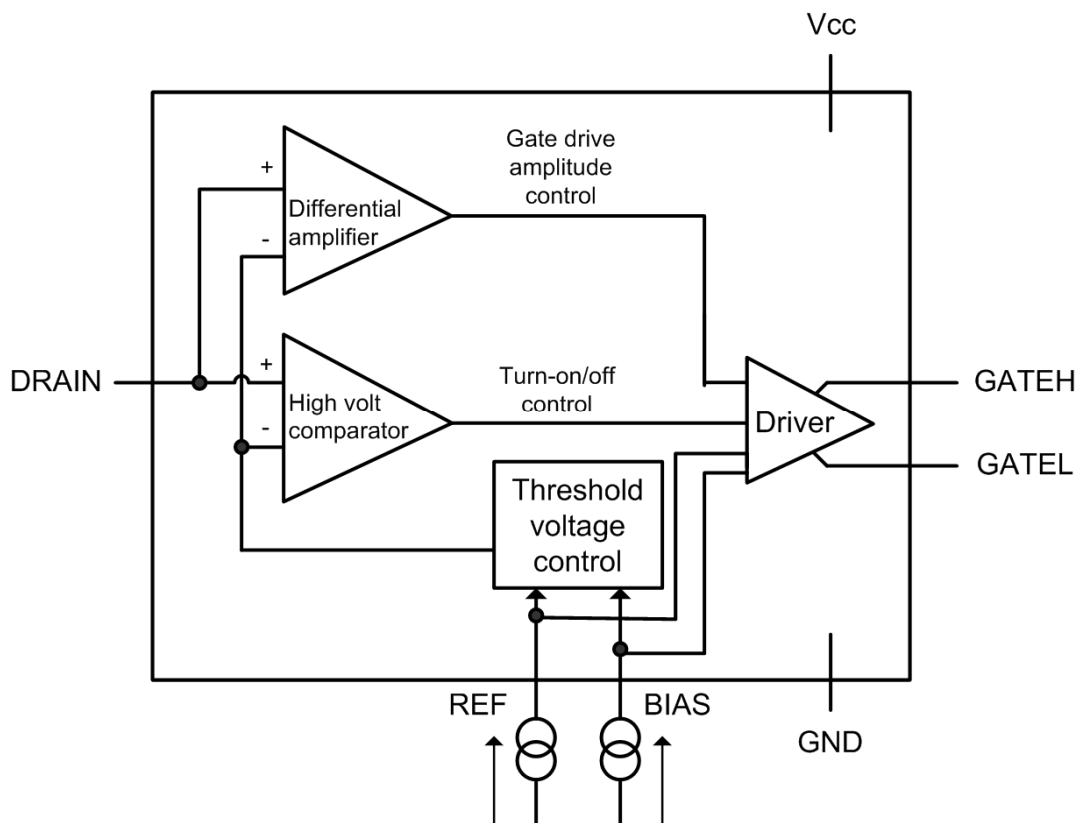 Vcc
Gate drive
amplitude
control
+
Differential
amplifier
-
DRAIN
+
High volt
comparator
-
Turn-on/off
control
Driver
GATEH
GATEL
Threshold
voltage
control
REF
BIAS
GND